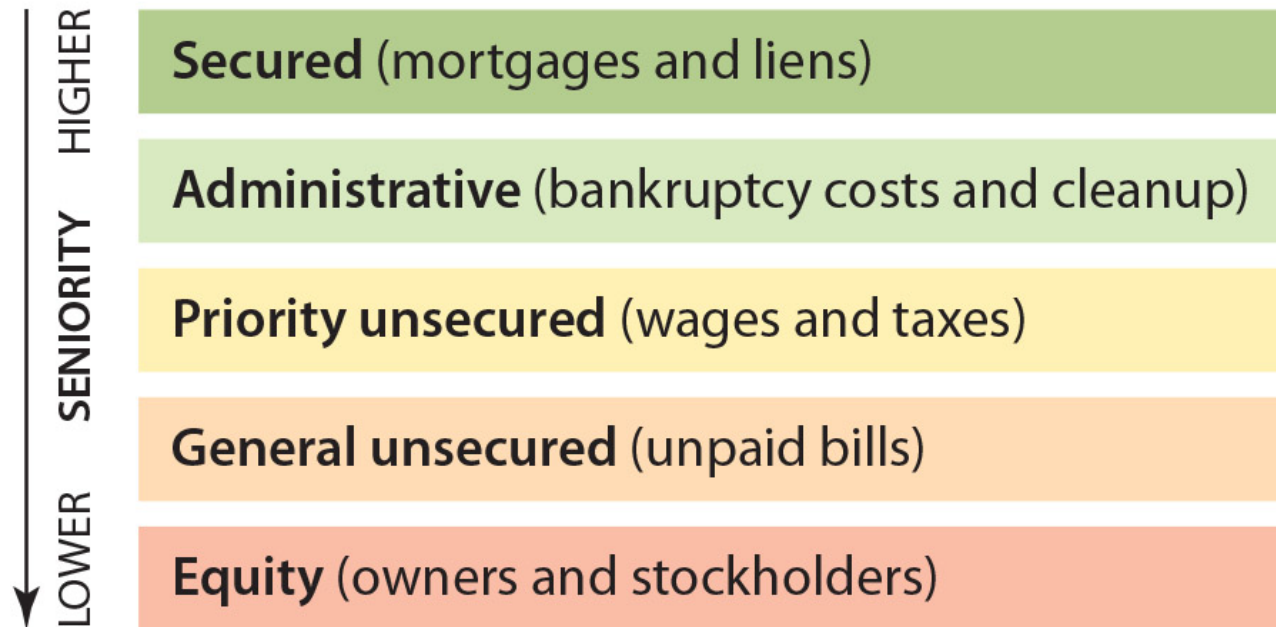 HIGHER
SENIORITY
LOWER
Secured (mortgages and liens)
Administrative (bankruptcy costs and cleanup)
Priority unsecured (wages and taxes)
General unsecured (unpaid bills)
Equity (owners and stockholders)